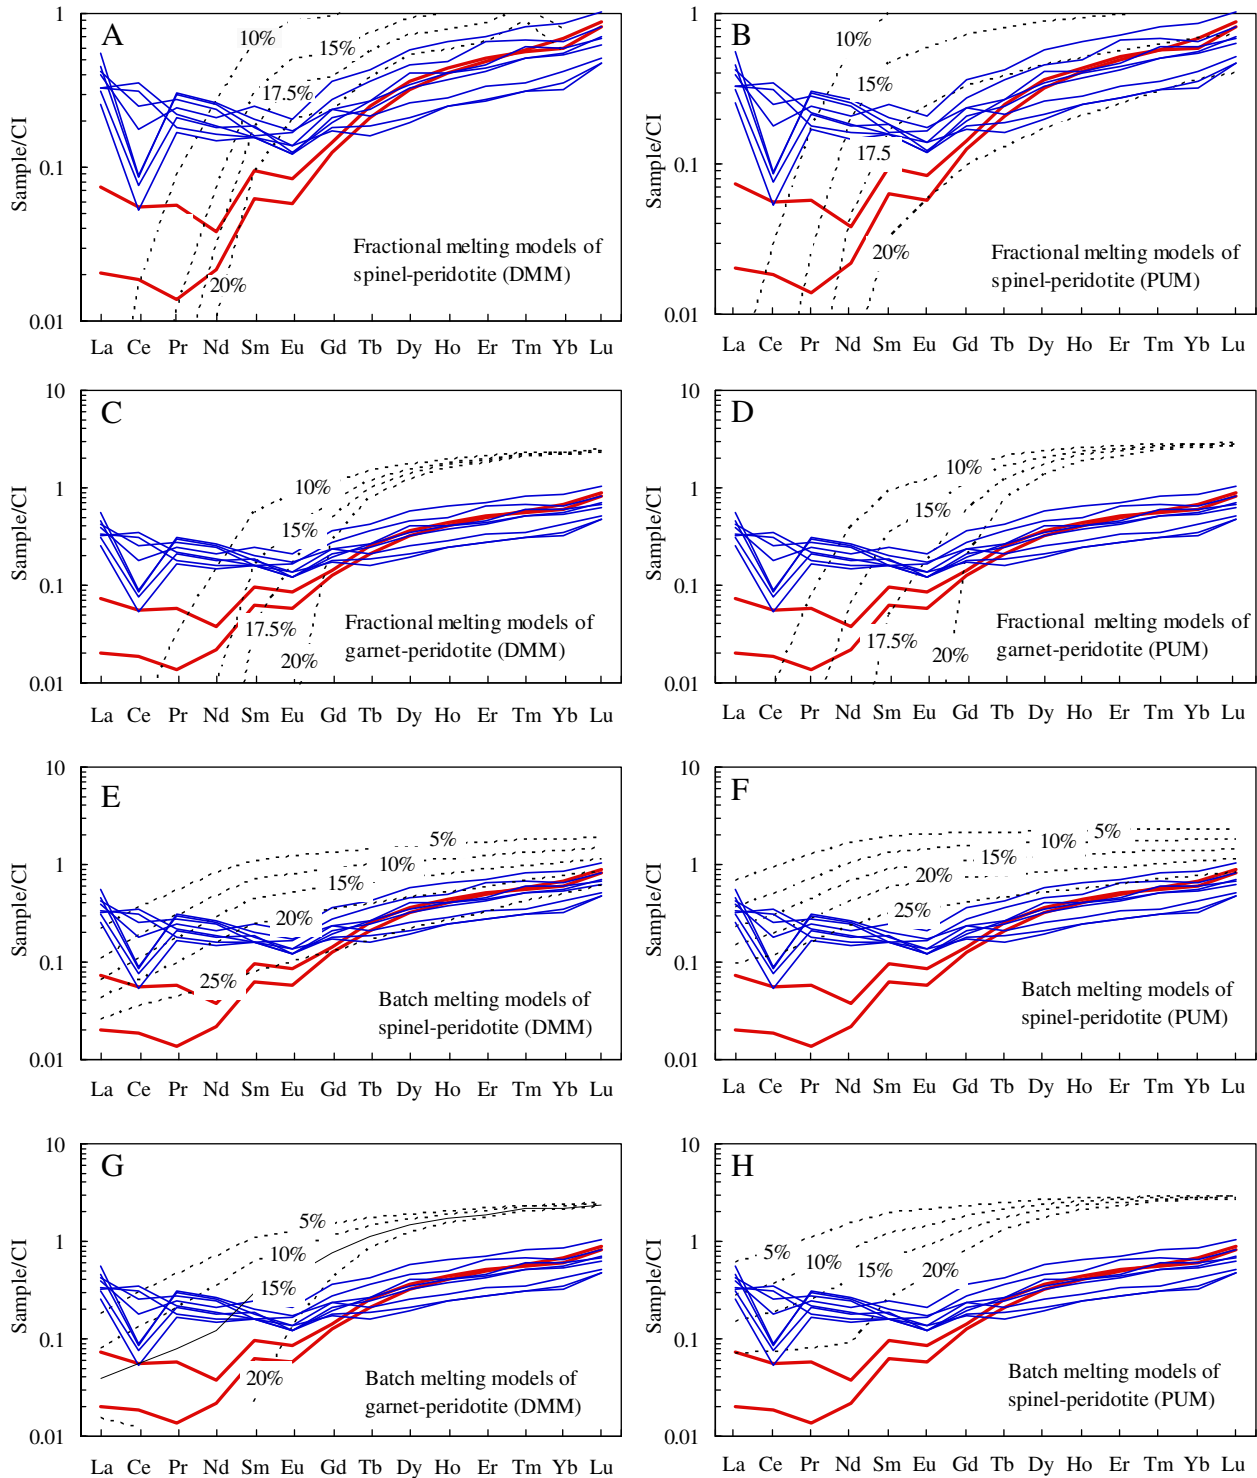 A
1
10%
15%
17.5%
Sample/CI
0.1
Fractional melting models of
spinel-peridotite (DMM)
20%
0.01
La Ce Pr Nd Sm Eu Gd Tb Dy Ho Er Tm Yb Lu
B
1
10%
15%
17.5
Sample/CI
0.1
20%
Fractional melting models of
spinel-peridotite (PUM)
0.01
La Ce Pr Nd Sm Eu Gd Tb Dy Ho Er Tm Yb Lu
C
10
10%
1
15%
Sample/CI
0.1
17.5%
Fractional melting models of
garnet-peridotite (DMM)
20%
0.01
La Ce Pr Nd Sm Eu Gd Tb Dy Ho Er Tm Yb Lu
D
10
10%
1
15%
Sample/CI
0.1
17.5%
20%
Fractional melting models of
garnet-peridotite (PUM)
0.01
La Ce Pr Nd Sm Eu Gd Tb Dy Ho Er Tm Yb Lu
E
10
5%
1
10%
15%
20%
Sample/CI
0.1
25%
Batch melting models of
spinel-peridotite (DMM)
0.01
La Ce Pr Nd Sm Eu Gd Tb Dy Ho Er Tm Yb Lu
F
10
5%
10%
1
15%
20%
25%
Sample/CI
0.1
Batch melting models of
spinel-peridotite (PUM)
0.01
La Ce Pr Nd Sm Eu Gd Tb Dy Ho Er Tm Yb Lu
G
10
5%
1
10%
15%
Sample/CI
0.1
20%
Batch melting models of
garnet-peridotite (DMM)
0.01
La Ce Pr Nd Sm Eu Gd Tb Dy Ho Er Tm Yb Lu
H
10
5%
1
10%
15%
20%
Sample/CI
0.1
Batch melting models of
spinel-peridotite (PUM)
0.01
La Ce Pr Nd Sm Eu Gd Tb Dy Ho Er Tm Yb Lu